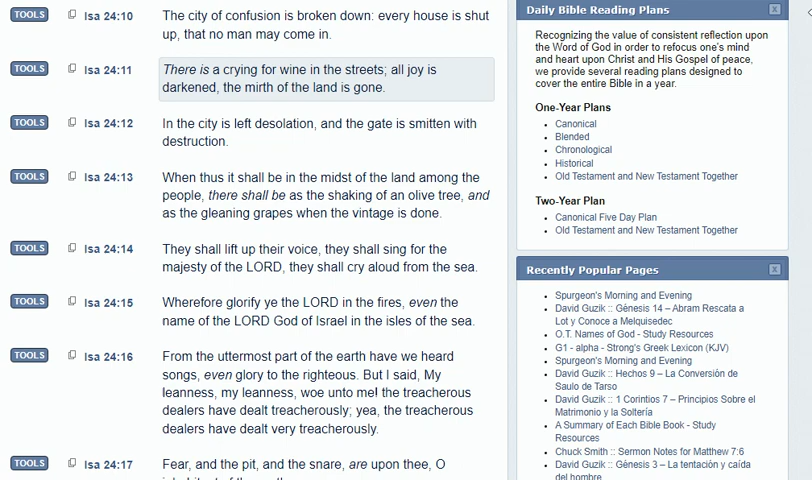 TOOLS Isa 24:10 The city of confusion is broken down: every house is shut
up, that no man may come in.
TOOLS Isa 24:11 There is a crying for wine in the streets; all joy is
darkened, the mirth of the land is gone.
TOOLS Isa 24:12 In the city is left desolation, and the gate is smitten with
destruction.
TOOLS Isa 24:13 When thus it shall be in the midst of the land among the
people, there shall be as the shaking of an olive tree, and
as the gleaning grapes when the vintage is done.
TOOLS Isa 24:14 They shall lift up their voice, they shall sing for the
majesty of the LORD, they shall cry aloud from the sea.
TOOLS Isa 24:15 Wherefore glorify ye the LORD in the fires, even the
name of the LORD God of Israel in the isles of the sea.
TOOLS Isa 24:16 From the uttermost part of the earth have we heard
songs, even glory to the righteous. But I said, My
leanness, my leanness, woe unto me! the treacherous
dealers have dealt treacherously; yea, the treacherous
dealers have dealt very treacherously.
TOOLS Isa 24:17 Fear, and the pit, and the snare, are upon thee, O
Daily Bible Reading Plans X
Recognizing the value of consistent reflection upon
the Word of God in order to refocus one's mind
and heart upon Christ and His Gospel of peace,
we provide several reading plans designed to
cover the entire Bible in a year.
One-Year Plans
• Canonical
• Blended
• Chronological
• Historical
• Old Testament and New Testament Together
Two-Year Plan
• Canonical Five Day Plan
• Old Testament and New Testament Together
Recently Popular Pages X
• Spurgeon's Morning and Evening
• David Guzik :: Génesis 14 – Abram Rescata a
Lot y Conoce a Melquisedec
• O.T. Names of God - Study Resources
• G1 - alpha - Strong's Greek Lexicon (KJV)
• Spurgeon's Morning and Evening
• David Guzik :: Hechos 9 – La Conversión de
Saulo de Tarso
• David Guzik :: 1 Corintios 7 – Principios Sobre el
Matrimonio y la Soltería
• A Summary of Each Bible Book - Study
Resources
• Chuck Smith :: Sermon Notes for Matthew 7:6
• David Guzik :: Génesis 3 – La tentación y caída
del hombre